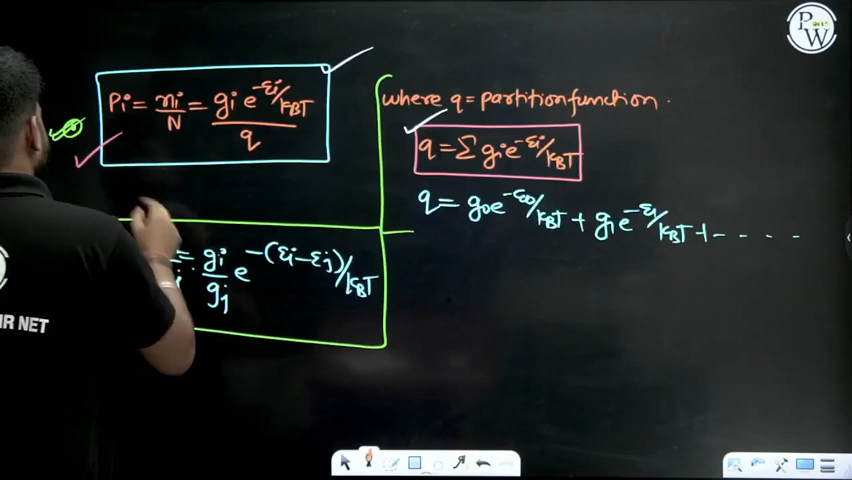 Pi = ni/N = gi e^-εi/kBT / q
where q = partition function.
q = Σ gi e^-εi/kBT
q = g0 e^-ε0/kBT + g1 e^-ε1/kBT + - - - -
i = gi/gj e^-(εi-εj)/kBT
IR NET
PW